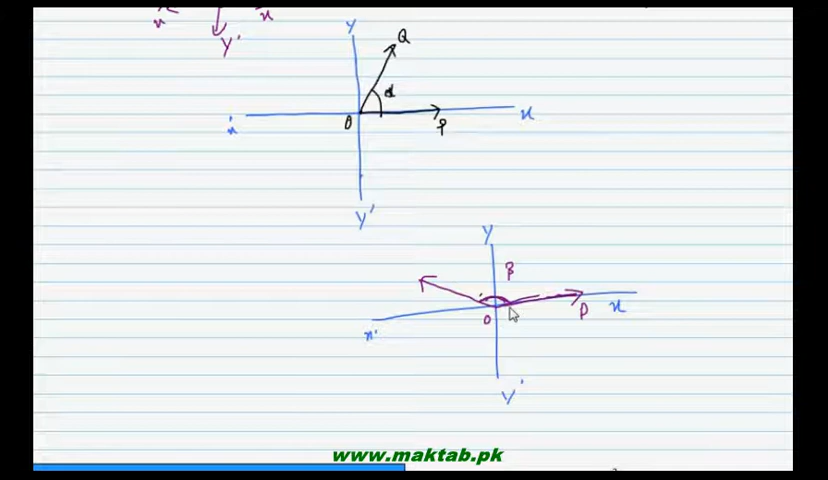 x x
Y'
Y
Q
α
x' O P x
Y'
Y
β
O P x
x'
Y'
www.maktab.pk